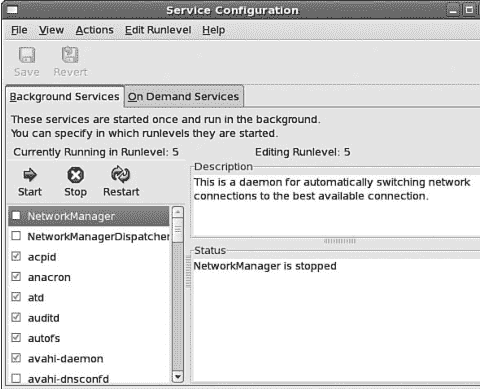 Service Configuration
File View Actions Edit Runlevel Help
Save Revert
Background Services On Demand Services
These services are started once and run in the background.
You can specify in which runlevels they are started.
Currently Running in Runlevel: 5 Editing Runlevel: 5
Start Stop Restart
NetworkManager
NetworkManagerDispatcher
acpid
anacron
atd
auditd
autofs
avahi-daemon
avahi-dnsconfd
Description
This is a daemon for automatically switching network
connections to the best available connection.
Status
NetworkManager is stopped